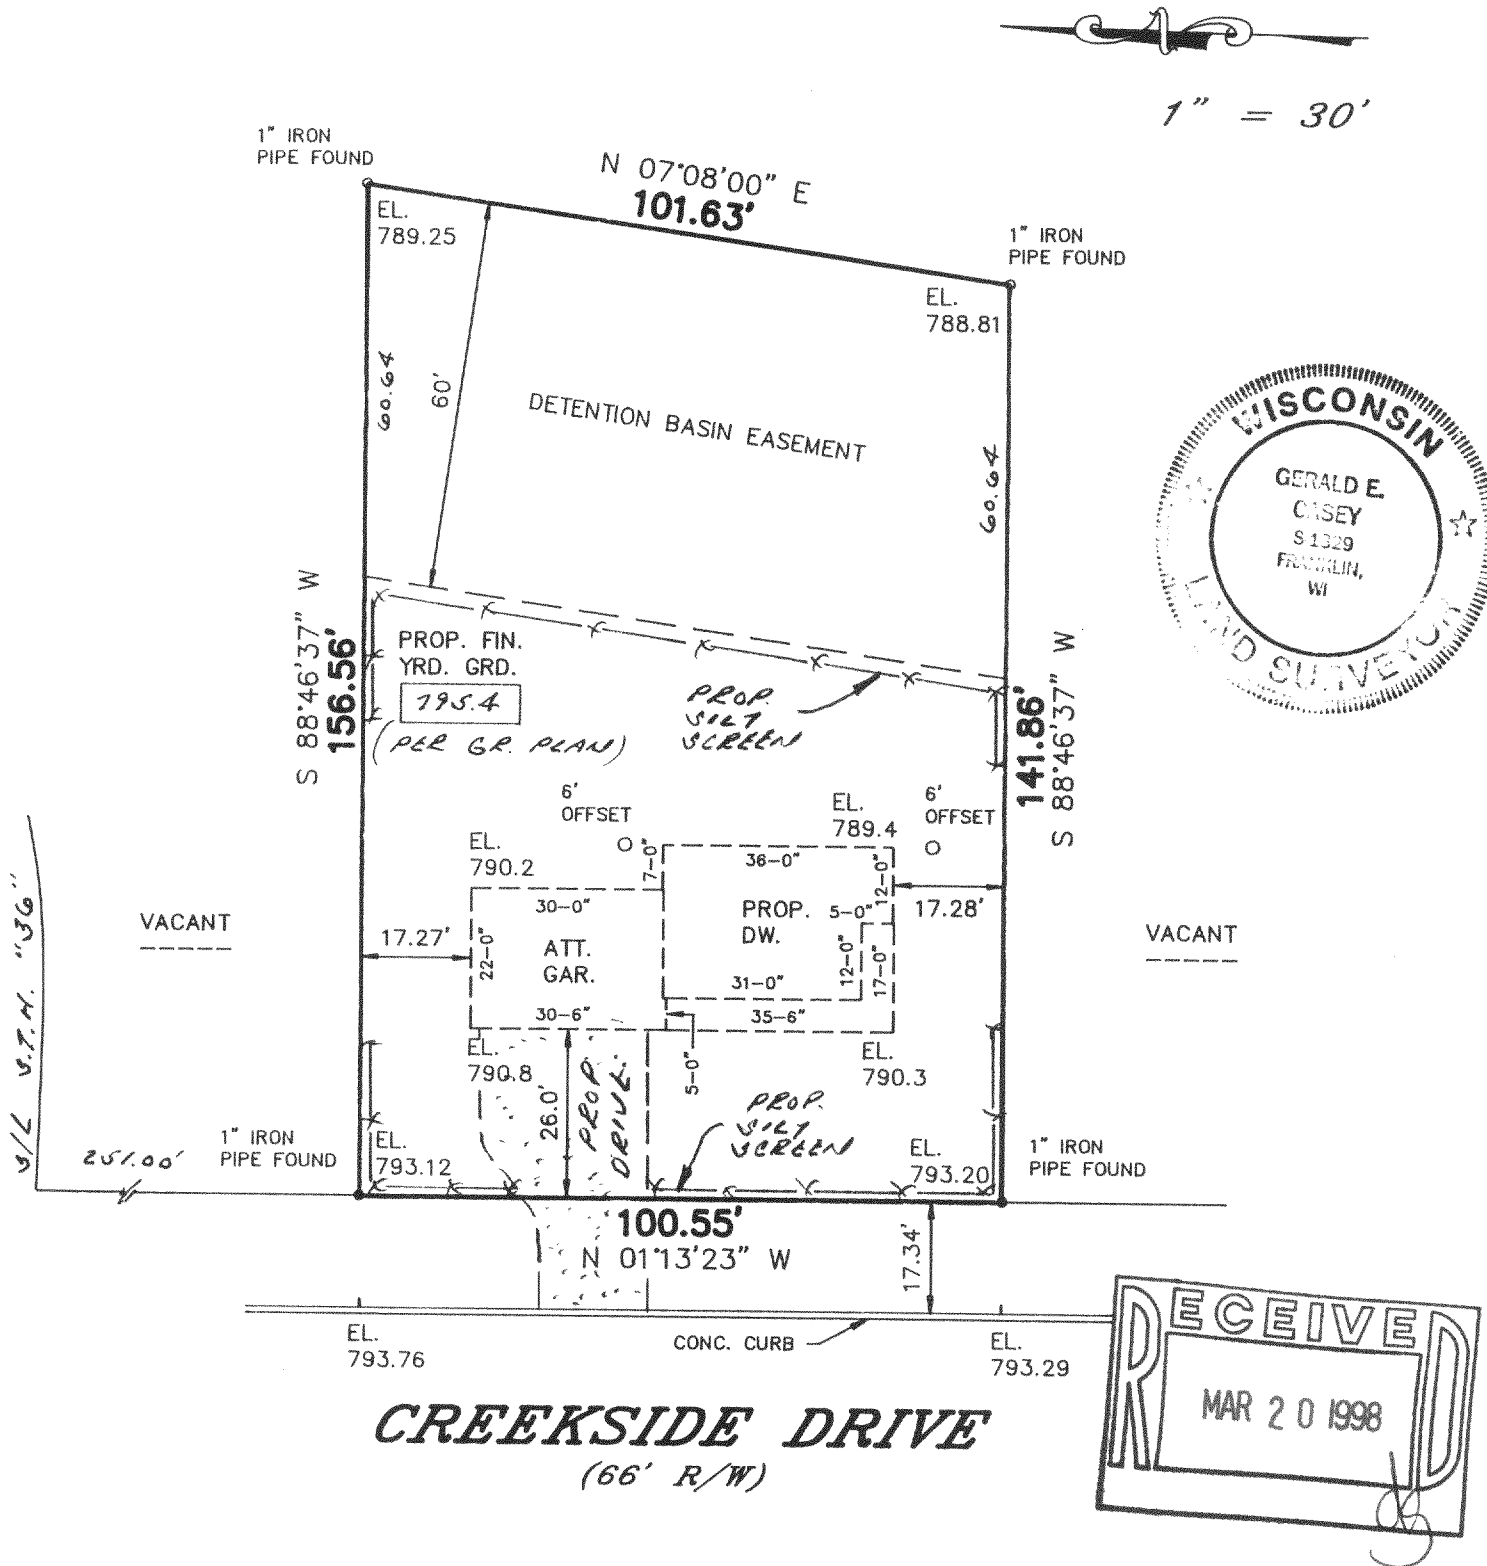 1" = 30'
1" IRON
PIPE FOUND
N 07°08'00" E
101.63'
1" IRON
PIPE FOUND
EL.
789.25
EL.
788.81
60.64
60'
DETENTION BASIN EASEMENT
60.64
WISCONSIN
GERALD E.
CASEY
S-1329
FRANKLIN,
WI
LAND SURVEYOR
S 88°46'37" W
156.56'
PROP. FIN.
YRD. GRD.
795.4
(PER GR. PLAN)
PROP.
SILT
SCREEN
141.86'
S 88°46'37" W
6'
OFFSET
EL.
789.4
6'
OFFSET
EL.
790.2
7-0"
36-0"
12-0"
VACANT
17.27'
30-0"
22-0"
ATT.
GAR.
PROP.
DW.
5-0"
17.28'
VACANT
12-0"
17-0"
31-0"
30-6"
35-6"
S/L S.T.H. "36"
EL.
790.8
26.0'
PROP.
DRIVE.
5-0"
EL.
790.3
PROP.
SILT
SCREEN
251.00'
1" IRON
PIPE FOUND
EL.
793.12
EL.
793.20
1" IRON
PIPE FOUND
100.55'
N 01°13'23" W
17.34'
EL.
793.76
CONC. CURB
EL.
793.29
CREEKSIDE DRIVE
(66' R/W)
RECEIVED
MAR 20 1998